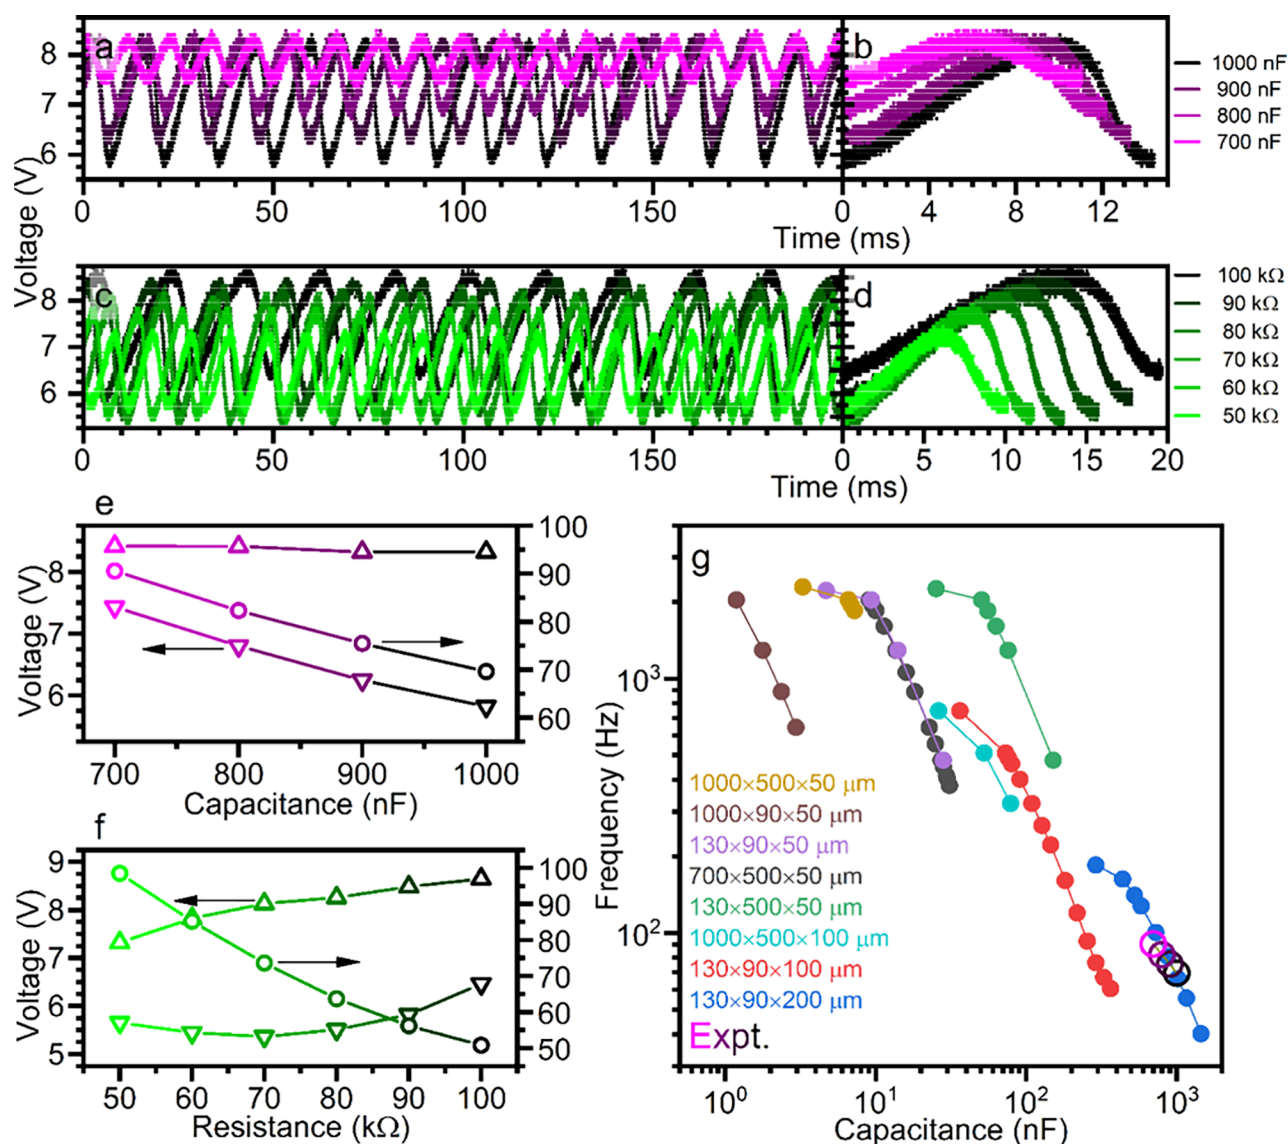 a
b
8
7
6
Voltage (V)
0
50
100
150
0
4
8
12
Time (ms)
1000 nF
900 nF
800 nF
700 nF
c
d
8
7
6
0
50
100
150
0
5
10
15
20
Time (ms)
100 kΩ
90 kΩ
80 kΩ
70 kΩ
60 kΩ
50 kΩ
e
8
7
6
Voltage (V)
100
90
80
70
60
700
800
900
1000
Capacitance (nF)
f
9
8
7
6
5
Voltage (V)
100
90
80
70
60
50
Frequency (Hz)
50
60
70
80
90
100
Resistance (kΩ)
g
10³
10²
1000×500×50 μm
1000×90×50 μm
130×90×50 μm
700×500×50 μm
130×500×50 μm
1000×500×100 μm
130×90×100 μm
130×90×200 μm
Expt.
10⁰
10¹
10²
10³
Capacitance (nF)